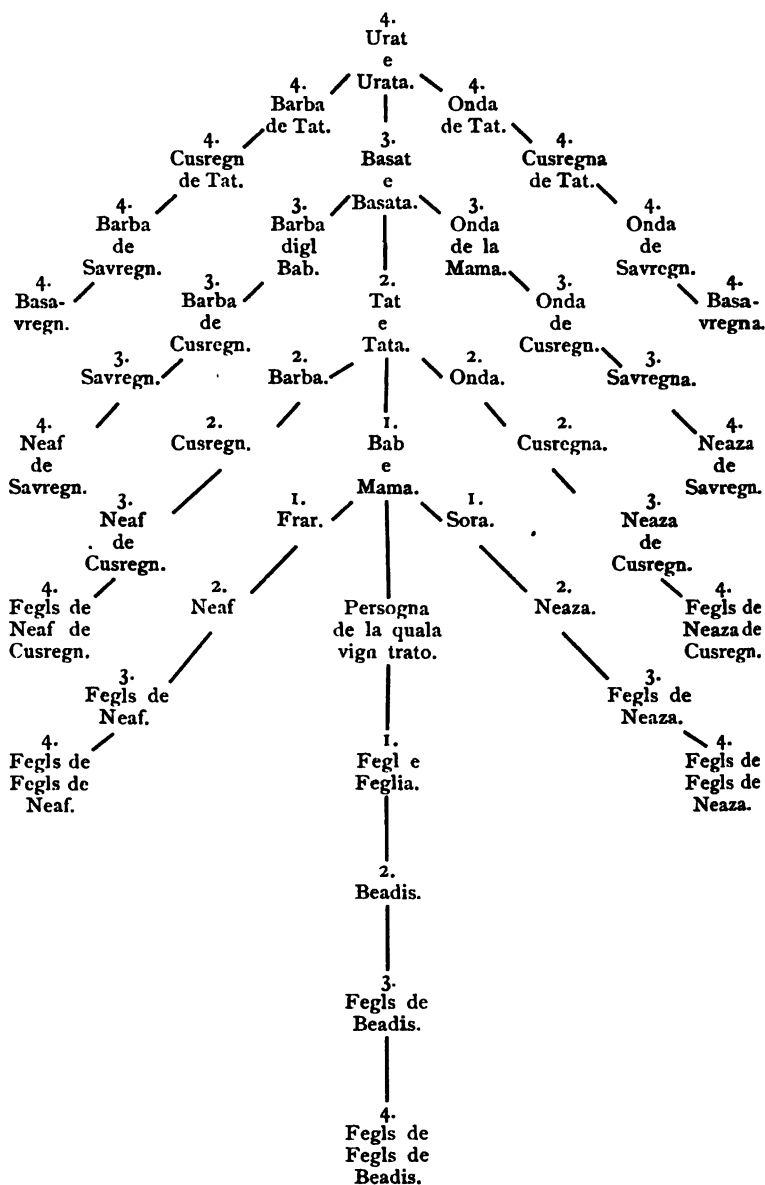 4.
Urat
e
Urata.
4.
Barba
de Tat.
4.
Onda
de Tat.
4.
Cusregn
de Tat.
3.
Basat
e
Basata.
4.
Cusregna
de Tat.
4.
Barba
de
Savregn.
3.
Barba
digl
Bab.
3.
Onda
de la
Mama.
4.
Onda
de
Savregn.
4.
Basa-
vregn.
3.
Barba
de
Cusregn.
2.
Tat
e
Tata.
3.
Onda
de
Cusregn.
4.
Basa-
vregna.
3.
Savregn.
2.
Barba.
2.
Onda.
3.
Savregna.
4.
Neaf
de
Savregn.
2.
Cusregn.
1.
Bab
e
Mama.
2.
Cusregna.
4.
Neaza
de
Savregn.
3.
Neaf
de
Cusregn.
1.
Frar.
1.
Sora.
3.
Neaza
de
Cusregn.
4.
Fegls de
Neaf de
Cusregn.
2.
Neaf
Persogna
de la quala
vign trato.
2.
Neaza.
4.
Fegls de
Neaza de
Cusregn.
3.
Fegls de
Neaf.
3.
Fegls de
Neaza.
4.
Fegls de
Fegls de
Neaf.
1.
Fegl e
Feglia.
4.
Fegls de
Fegls de
Neaza.
2.
Beadis.
3.
Fegls de
Beadis.
4.
Fegls de
Fegls de
Beadis.